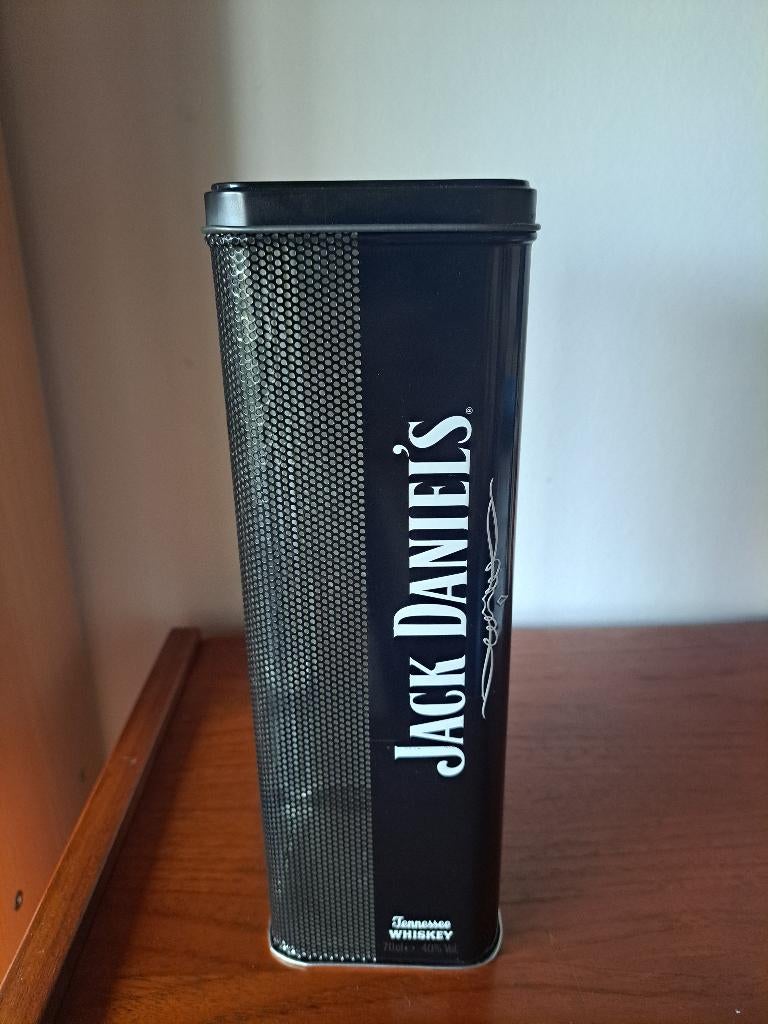 JACK DANIEL'S®
Tennessee
WHISKEY
70cl e • 40% Vol.